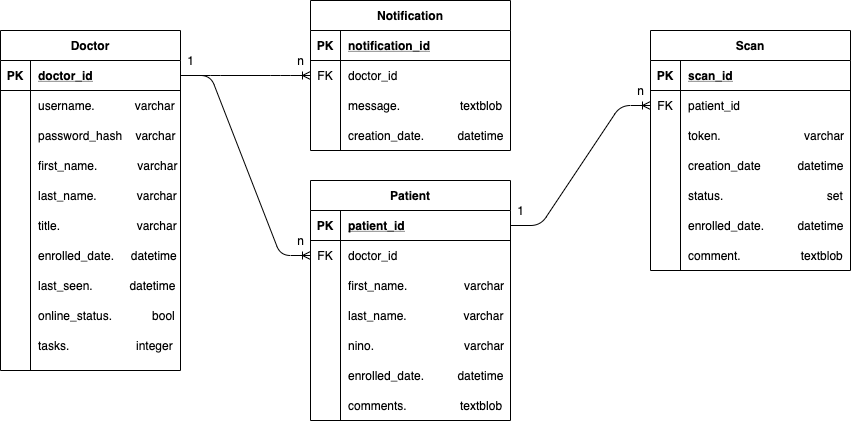 Doctor
PK doctor_id
username. varchar
password_hash varchar
first_name. varchar
last_name. varchar
title. varchar
enrolled_date. datetime
last_seen. datetime
online_status. bool
tasks. integer
1
n
n
Notification
PK notification_id
FK doctor_id
message. textblob
creation_date. datetime
Patient
PK patient_id
FK doctor_id
first_name. varchar
last_name. varchar
nino. varchar
enrolled_date. datetime
comments. textblob
1
n
Scan
PK scan_id
FK patient_id
token. varchar
creation_date datetime
status. set
enrolled_date. datetime
comment. textblob